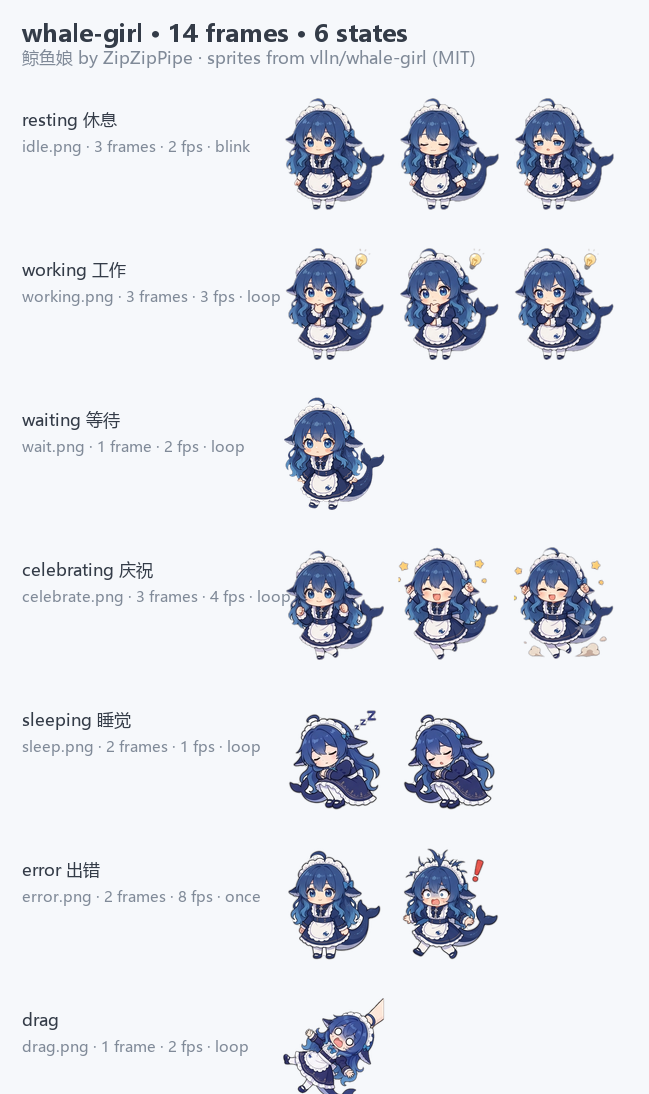 whale-girl • 14 frames • 6 states
鲸鱼娘 by ZipZipPipe · sprites from vlln/whale-girl (MIT)
resting 休息
idle.png · 3 frames · 2 fps · blink
working 工作
working.png · 3 frames · 3 fps · loop
waiting 等待
wait.png · 1 frame · 2 fps · loop
celebrating 庆祝
celebrate.png · 3 frames · 4 fps · loop
sleeping 睡觉
sleep.png · 2 frames · 1 fps · loop
z z Z
error 出错
error.png · 2 frames · 8 fps · once
!
drag
drag.png · 1 frame · 2 fps · loop